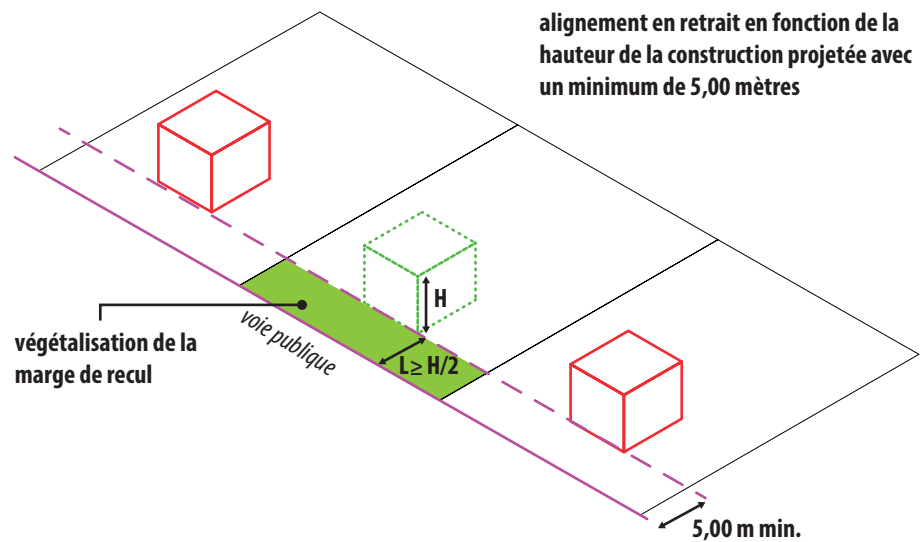 alignement en retrait en fonction de la
hauteur de la construction projetée avec
un minimum de 5,00 mètres
H
végétalisation de la
marge de recul
voie publique
L ≥ H/2
5,00 m min.